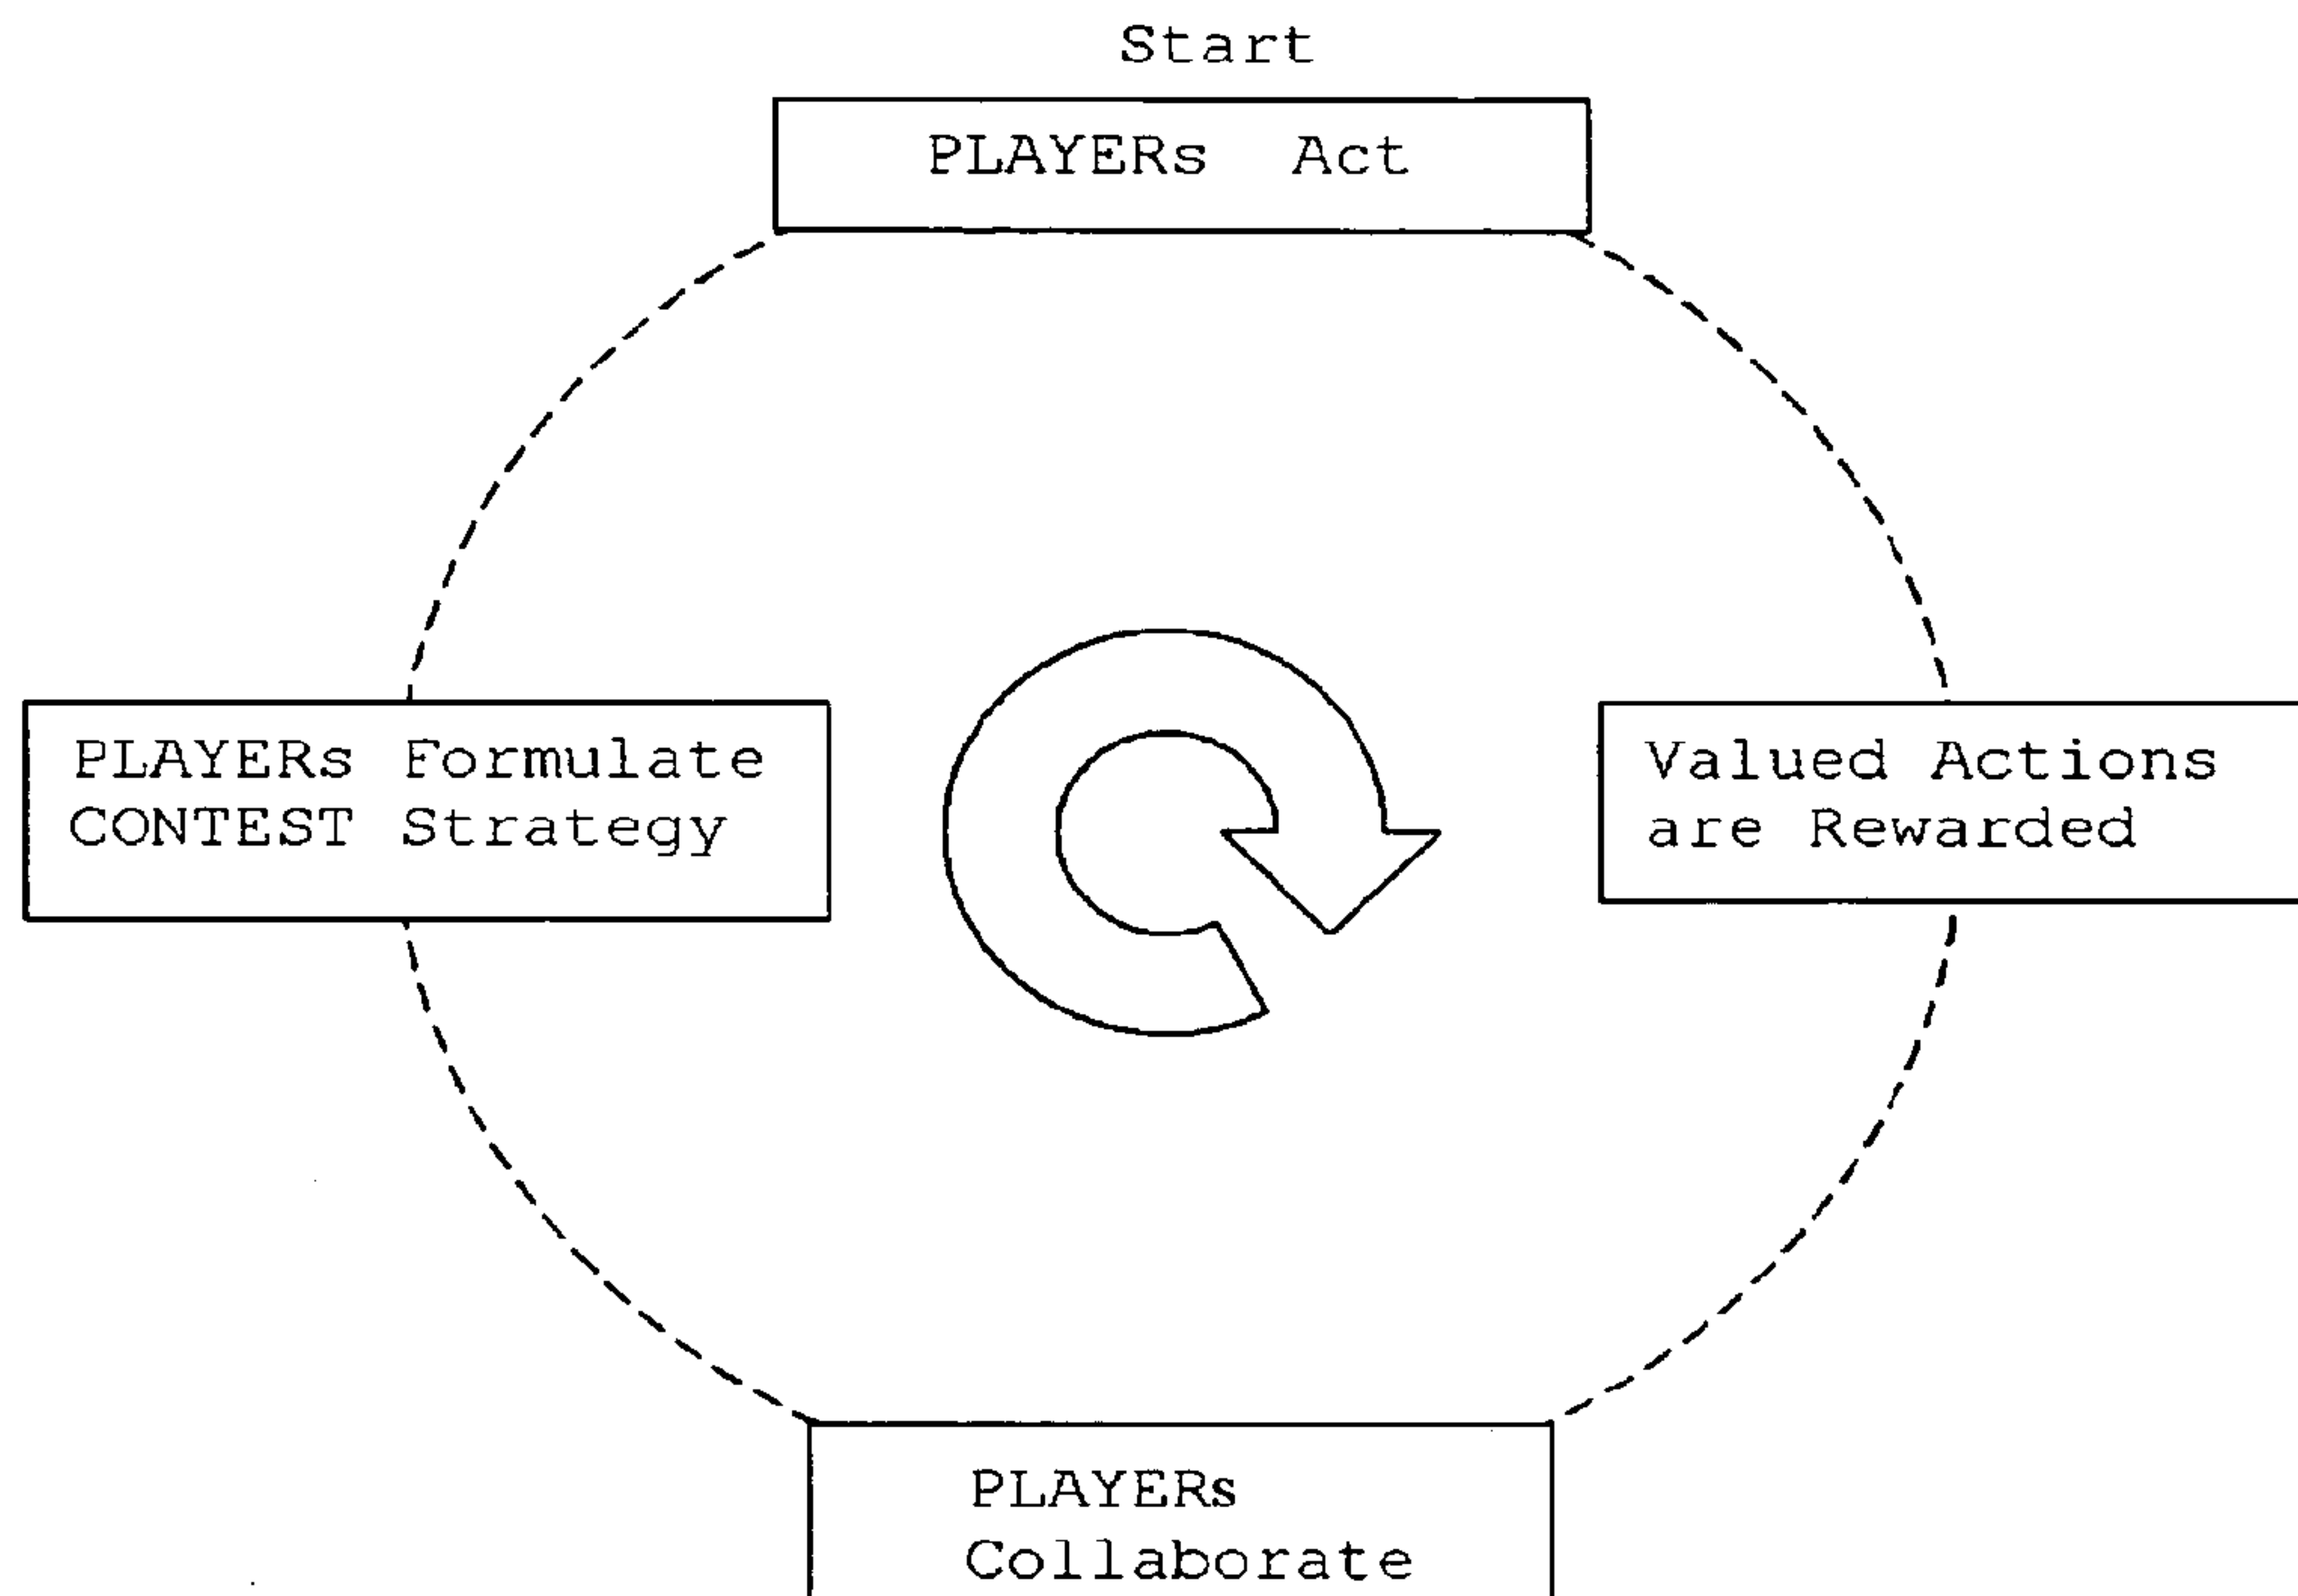 Start
PLAYERs Act
PLAYERs Formulate
CONTEST Strategy
Valued Actions
are Rewarded
PLAYERs
Collaborate